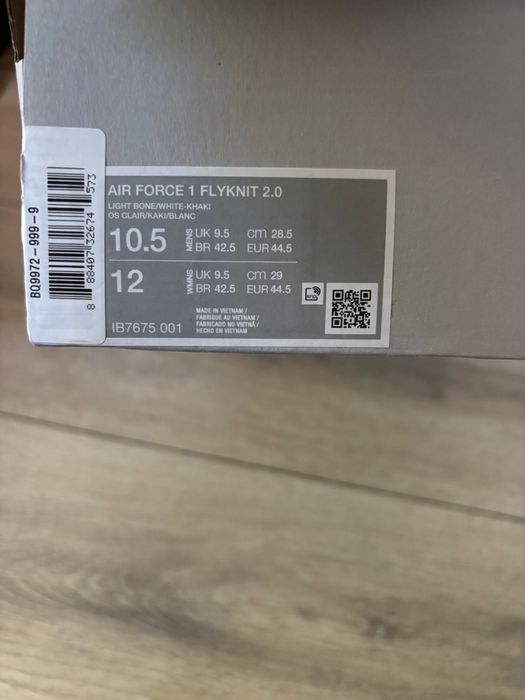 BQ9972-999-9
8 88407 32674 1573
AIR FORCE 1 FLYKNIT 2.0
LIGHT BONE/WHITE-KHAKI
OS CLAIR/KAKI/BLANC
10.5 MENS UK 9.5 CM 28.5
BR 42.5 EUR 44.5
12 WMNS UK 9.5 CM 29
BR 42.5 EUR 44.5
MADE IN VIETNAM /
FABRIQUE AU VIETNAM /
FABRICADO NO VIETNÃ /
HECHO EN VIETNAM
IB7675 001